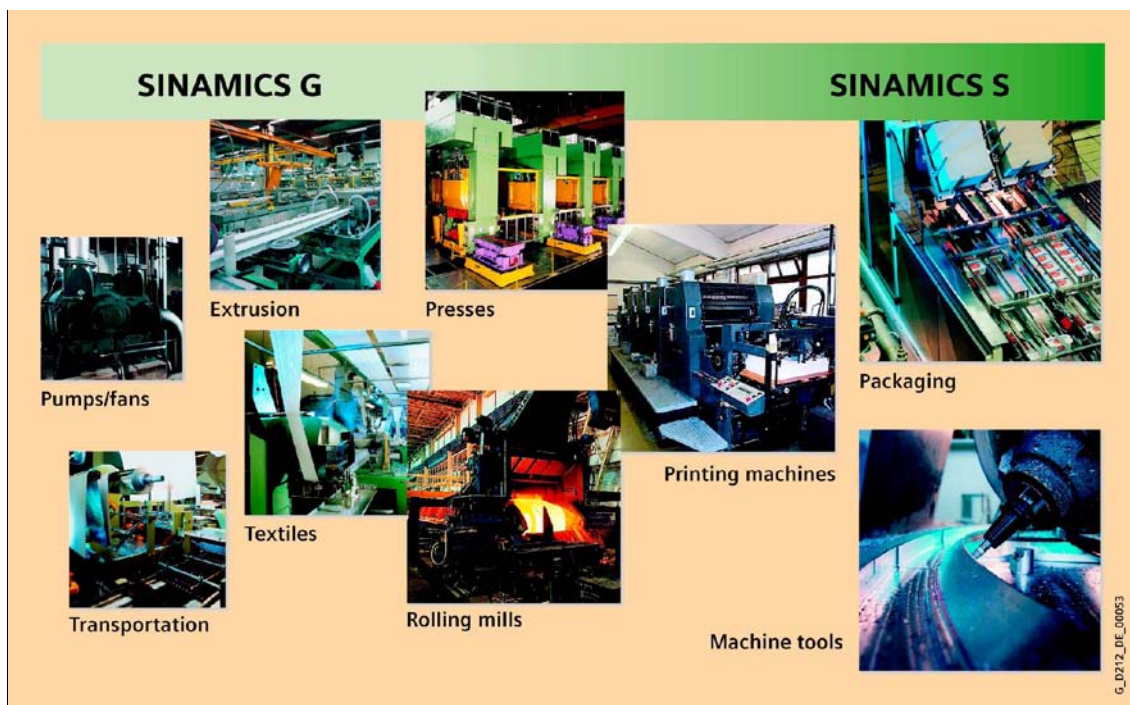 SINAMICS G
SINAMICS S
Extrusion
Presses
Pumps/fans
Packaging
Printing machines
Textiles
Transportation
Rolling mills
Machine tools
G_D212_DE_00053